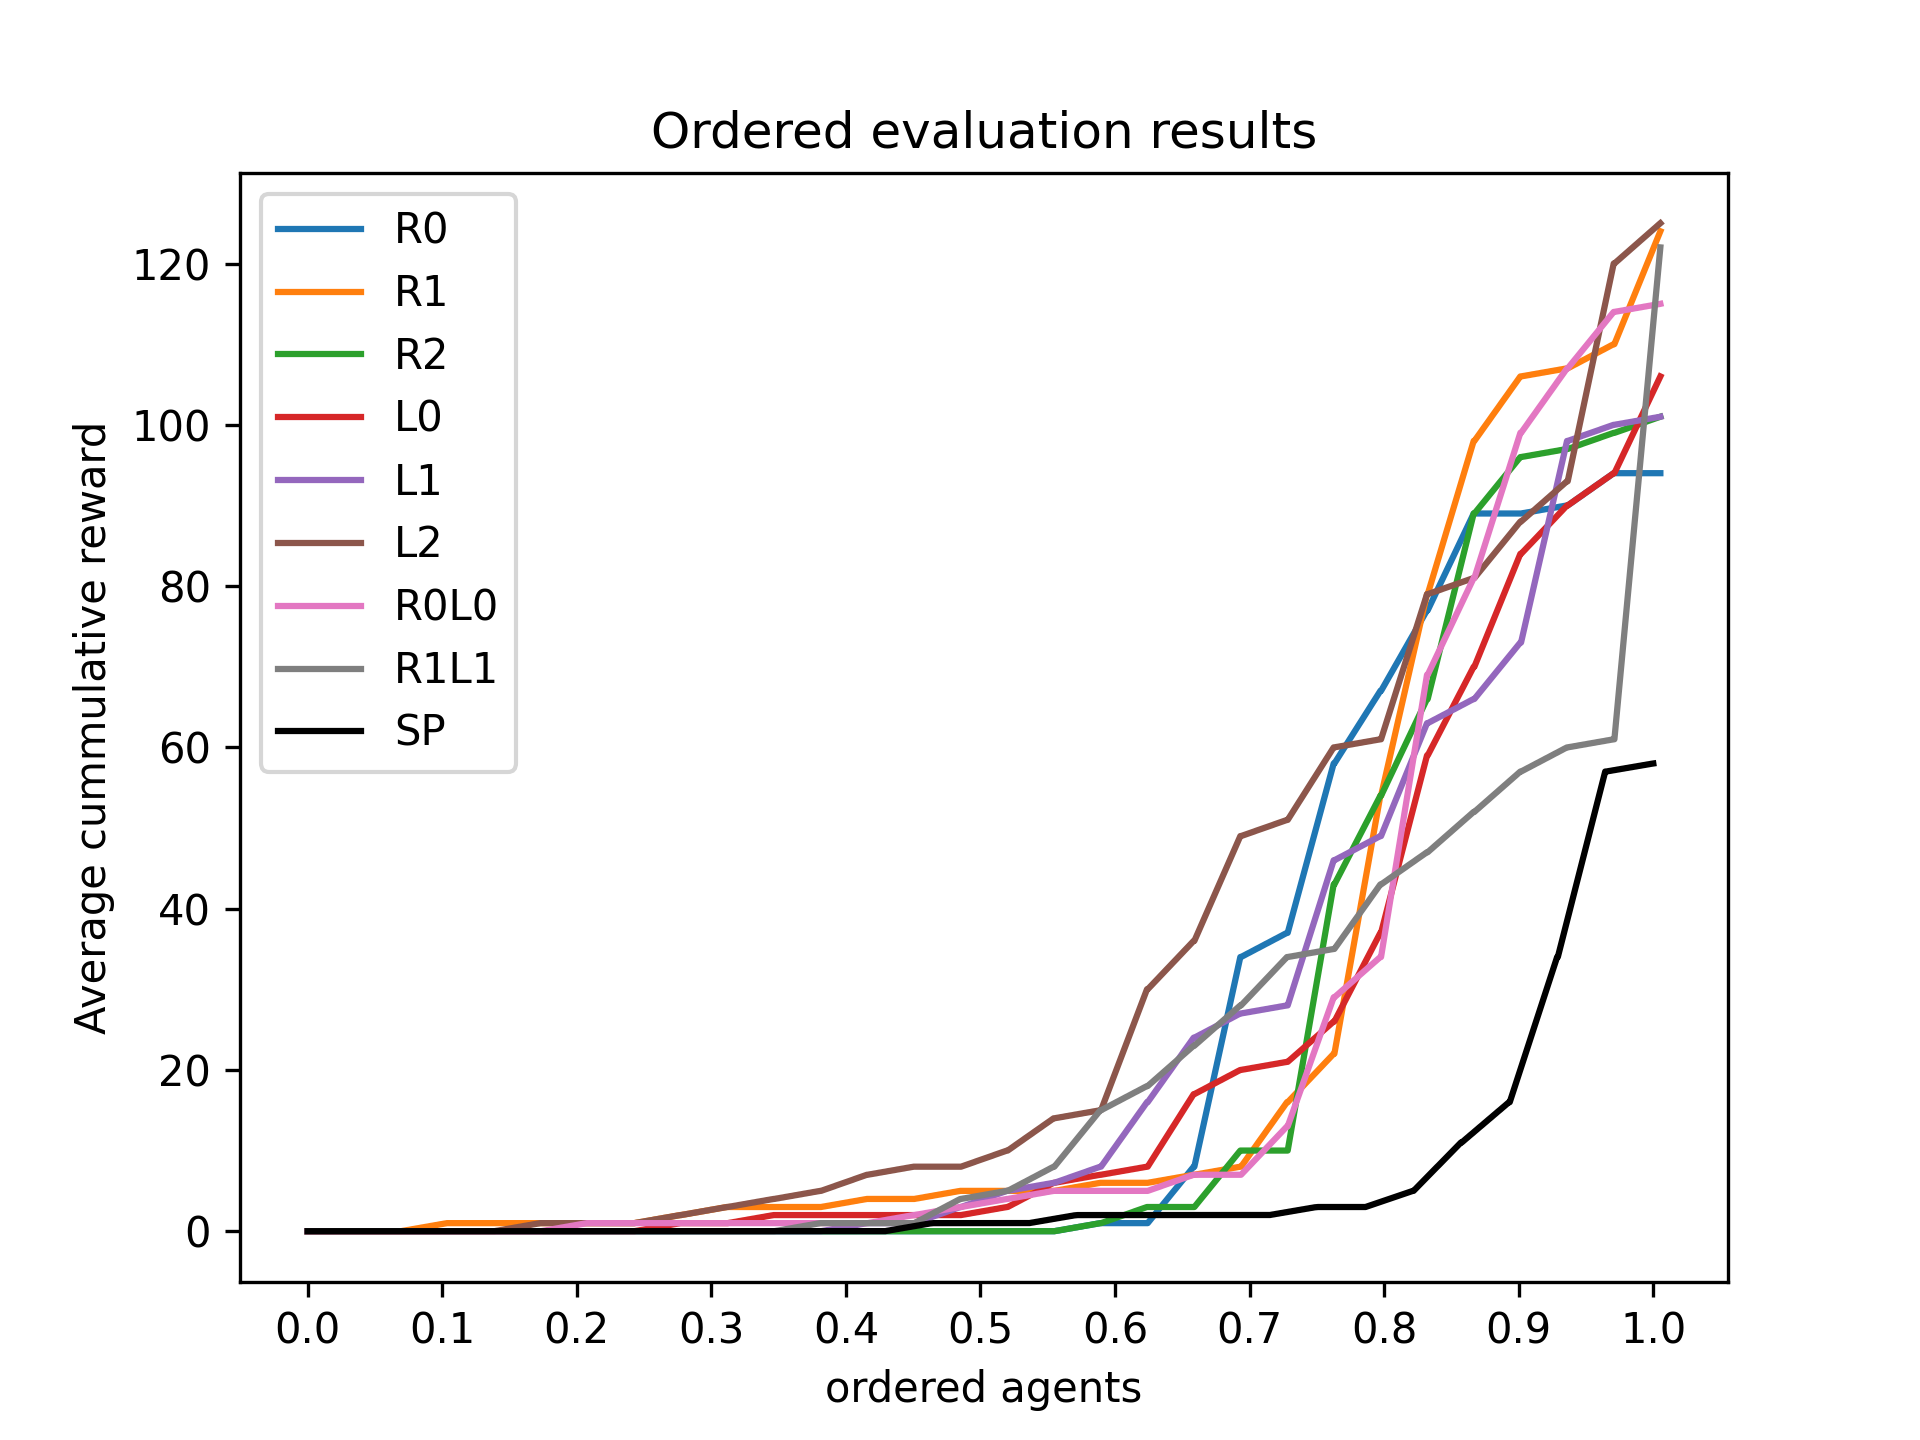 Ordered evaluation results
R0
R1
R2
L0
L1
L2
R0L0
R1L1
SP
120
100
80
60
40
20
0
Average cummulative reward
0.0 0.1 0.2 0.3 0.4 0.5 0.6 0.7 0.8 0.9 1.0
ordered agents